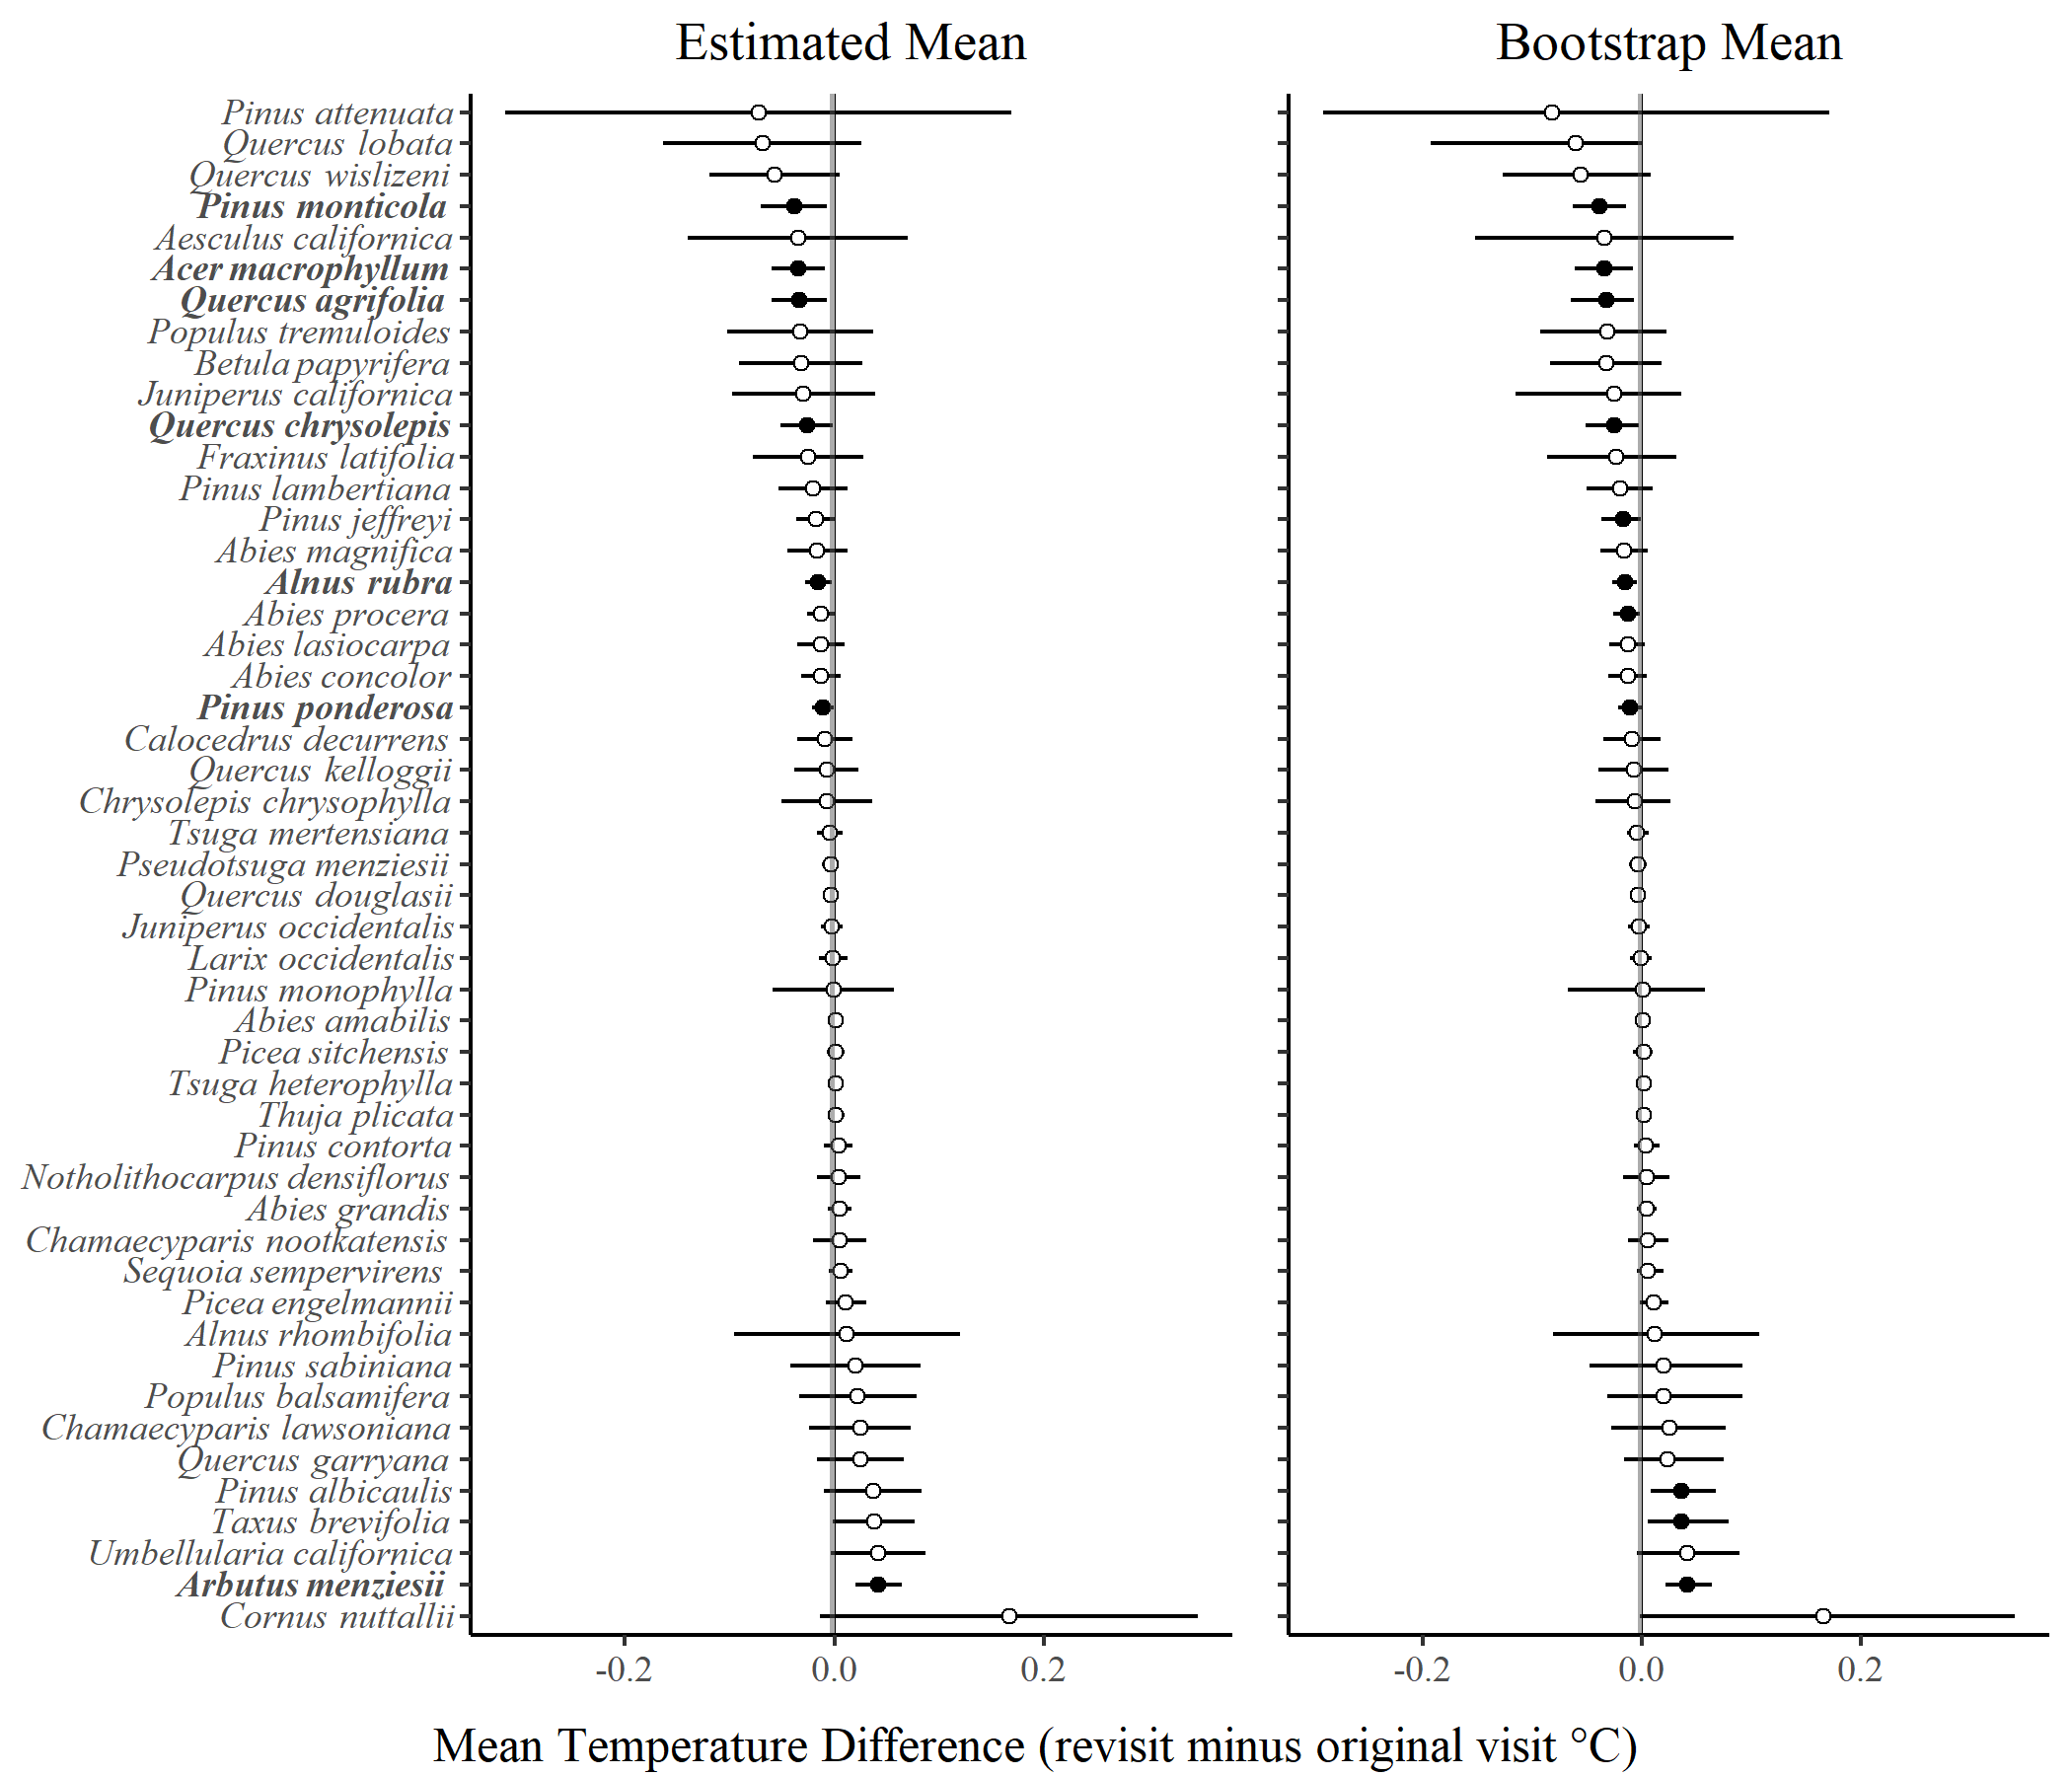 Estimated Mean
Bootstrap Mean
Pinus attenuata
Quercus lobata
Quercus wislizeni
Pinus monticola
Aesculus californica
Acer macrophyllum
Quercus agrifolia
Populus tremuloides
Betula papyrifera
Juniperus californica
Quercus chrysolepis
Fraxinus latifolia
Pinus lambertiana
Pinus jeffreyi
Abies magnifica
Alnus rubra
Abies procera
Abies lasiocarpa
Abies concolor
Pinus ponderosa
Calocedrus decurrens
Quercus kelloggii
Chrysolepis chrysophylla
Tsuga mertensiana
Pseudotsuga menziesii
Quercus douglasii
Juniperus occidentalis
Larix occidentalis
Pinus monophylla
Abies amabilis
Picea sitchensis
Tsuga heterophylla
Thuja plicata
Pinus contorta
Notholithocarpus densiflorus
Abies grandis
Chamaecyparis nootkatensis
Sequoia sempervirens
Picea engelmannii
Alnus rhombifolia
Pinus sabiniana
Populus balsamifera
Chamaecyparis lawsoniana
Quercus garryana
Pinus albicaulis
Taxus brevifolia
Umbellularia californica
Arbutus menziesii
Cornus nuttallii
-0.2 0.0 0.2
-0.2 0.0 0.2
Mean Temperature Difference (revisit minus original visit °C)